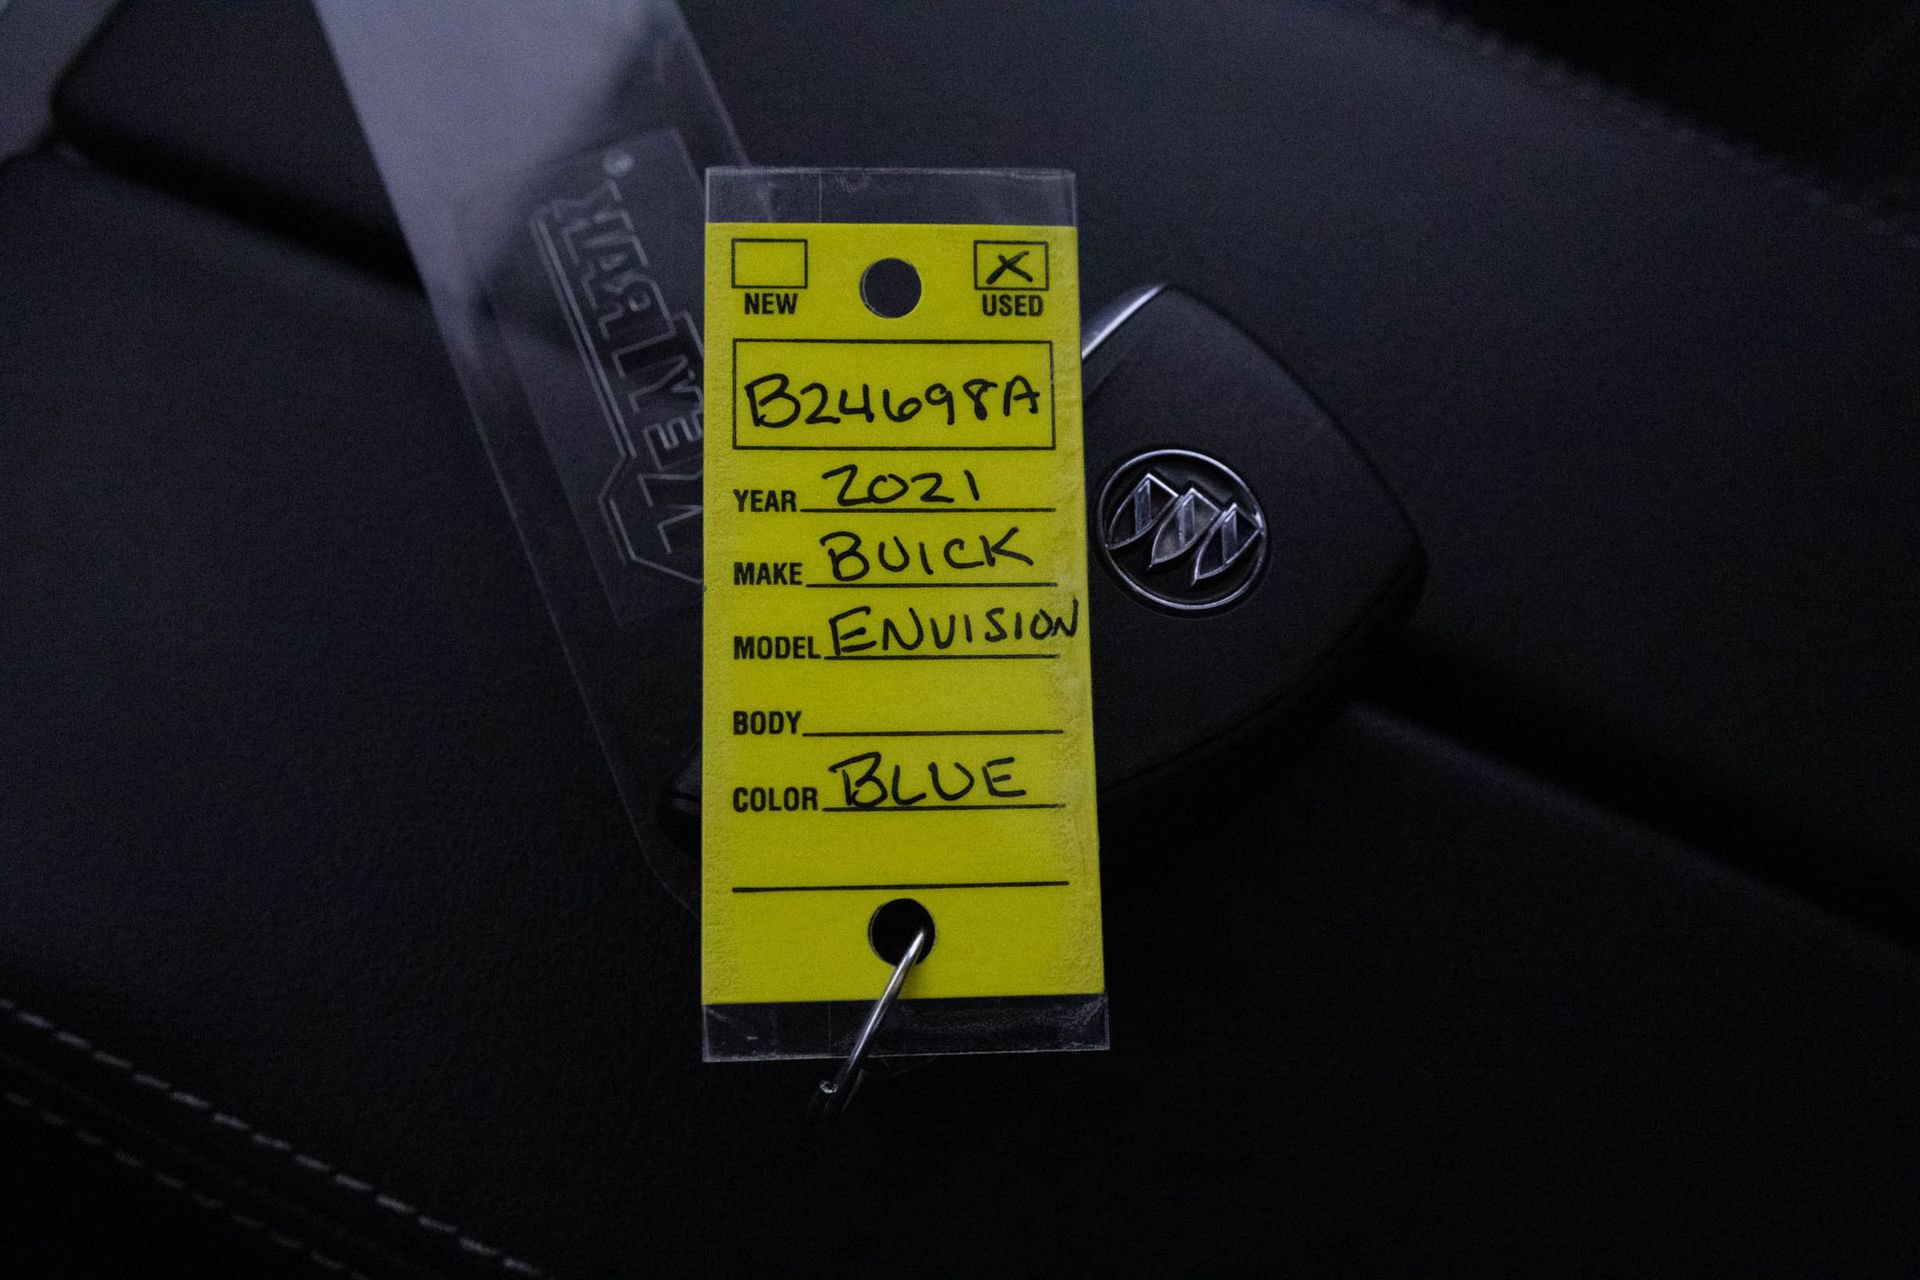 NEW USED
X
B24698A
YEAR 2021
MAKE BUICK
MODEL ENVISION
BODY
COLOR BLUE